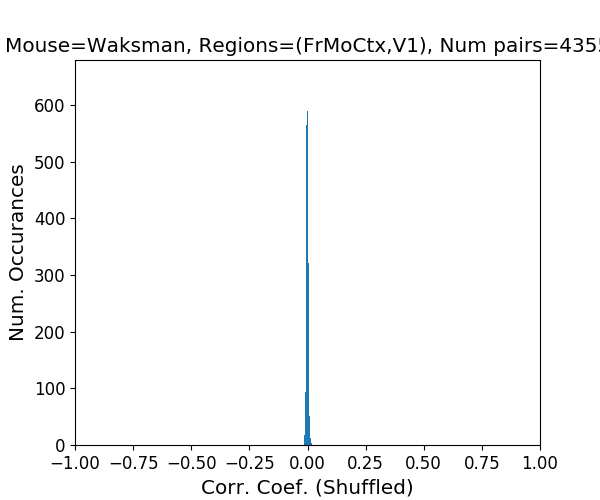 Mouse=Waksman, Regions=(FrMoCtx,V1), Num pairs=4355
600
500
400
300
200
100
0
Num. Occurances
−1.00 −0.75 −0.50 −0.25 0.00 0.25 0.50 0.75 1.00
Corr. Coef. (Shuffled)